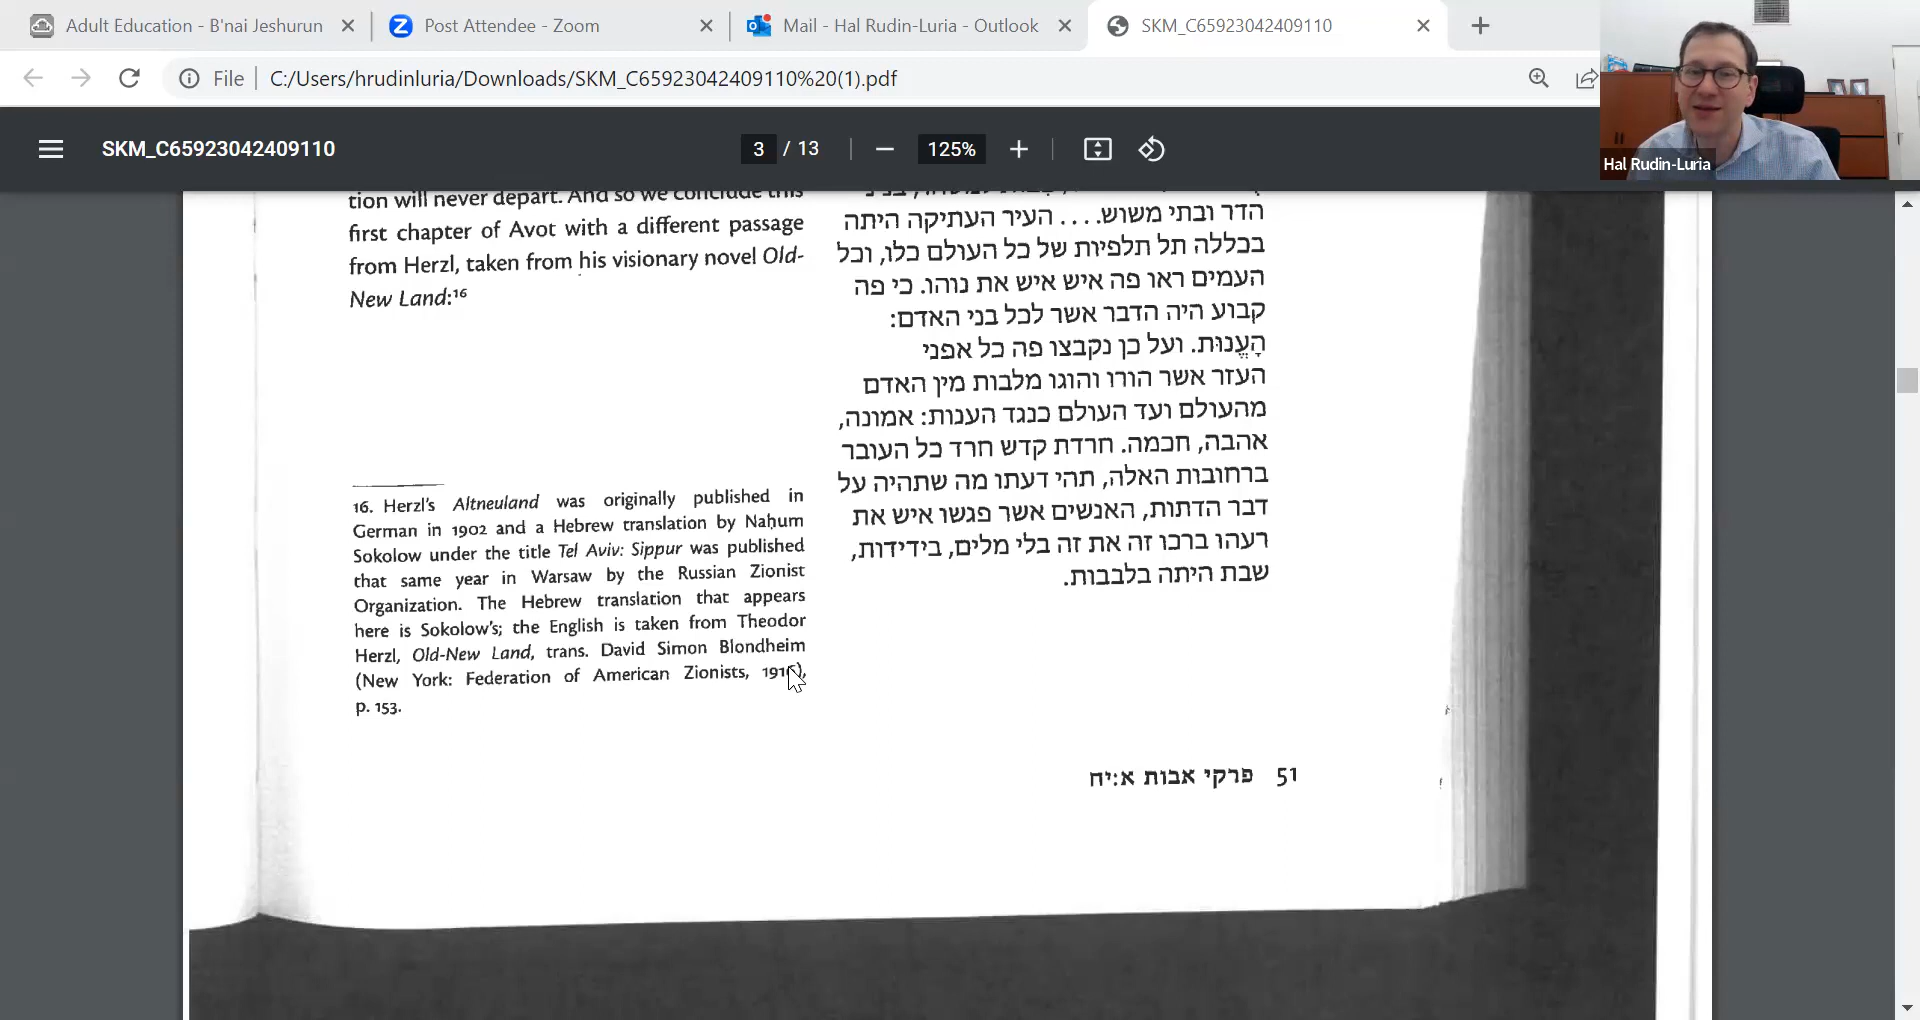 Adult Education - B'nai Jeshurun
Post Attendee - Zoom
Mail - Hal Rudin-Luria - Outlook
SKM_C65923042409110
File
C:/Users/hrudinluria/Downloads/SKM_C65923042409110%20(1).pdf
SKM_C65923042409110
3 / 13
125%
Hal Rudin-Luria
tion will never depart. And so we conclude this
first chapter of Avot with a different passage
from Herzl, taken from his visionary novel Old-
New Land:¹⁶
16. Herzl's Altneuland was originally published in
German in 1902 and a Hebrew translation by Naḥum
Sokolow under the title Tel Aviv: Sippur was published
that same year in Warsaw by the Russian Zionist
Organization. The Hebrew translation that appears
here is Sokolow's; the English is taken from Theodor
Herzl, Old-New Land, trans. David Simon Blondheim
(New York: Federation of American Zionists,
p. 153.
הדר ובתי משוש.... העיר העתיקה היתה
בכללה תל תלפיות של כל העולם כלו, וכל
העמים ראו פה איש איש את נוהו. כי פה
קבוע היה הדבר אשר לכל בני האדם:
הָעֱנוּת. ועל כן נקבצו פה כל אפני
העזר אשר הורו והוגו מלבות מין האדם
מהעולם ועד העולם כנגד הענות: אמונה,
אהבה, חכמה. חרדת קדש חרד כל העובר
ברחובות האלה, תהי דעתו מה שתהיה על
דבר הדתות, האנשים אשר פגשו איש את
רעהו ברכו זה את זה בלי מלים, בידידות,
שבת היתה בלבבות.
51 פרקי אבות א:יח